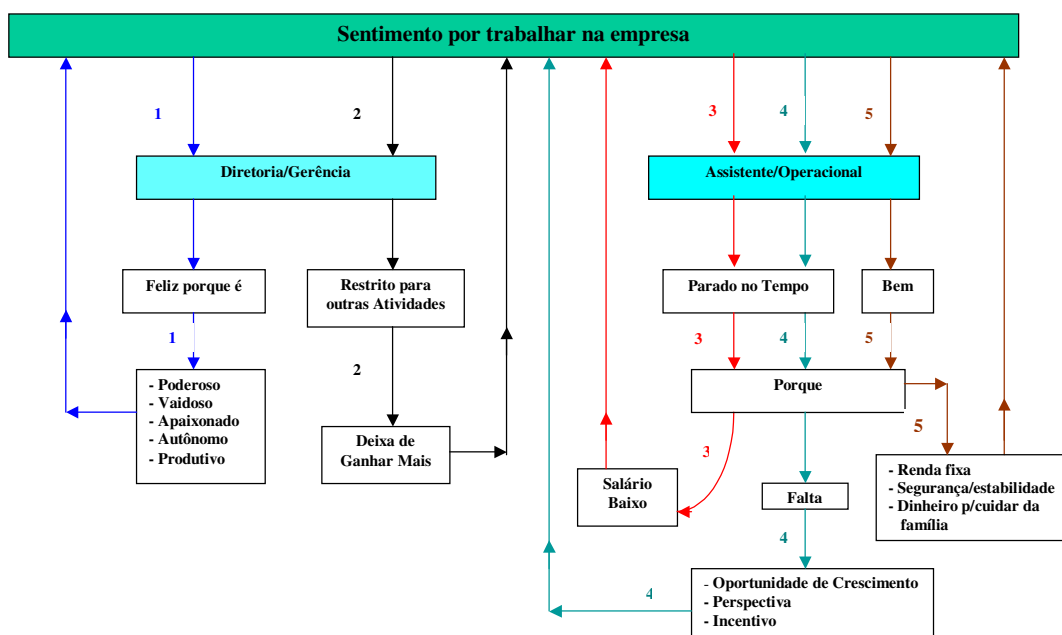 Sentimento por trabalhar na empresa
1
2
3
4
5
Diretoria/Gerência
Assistente/Operacional
Feliz porque é
Restrito para
outras Atividades
Parado no Tempo
Bem
1
2
3
4
5
- Poderoso
- Vaidoso
- Apaixonado
- Autônomo
- Produtivo
Deixa de
Ganhar Mais
Porque
3
5
Salário
Baixo
Falta
- Renda fixa
- Segurança/estabilidade
- Dinheiro p/cuidar da
família
4
4
- Oportunidade de Crescimento
- Perspectiva
- Incentivo